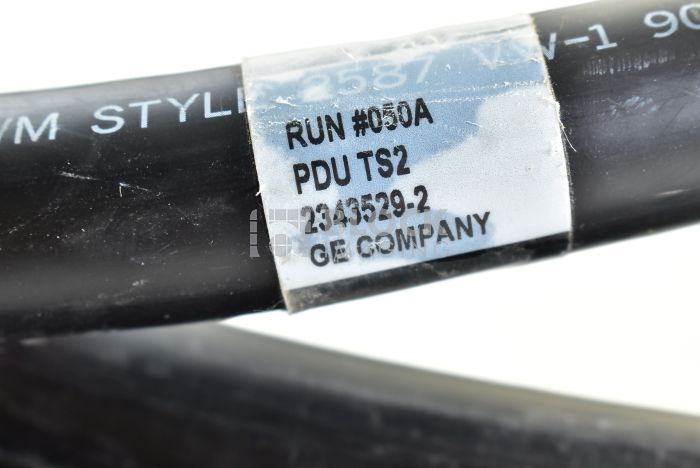 /M STYLE 2587 VW-1 90
RUN #050A
PDU TS2
2343529-2
GE COMPANY